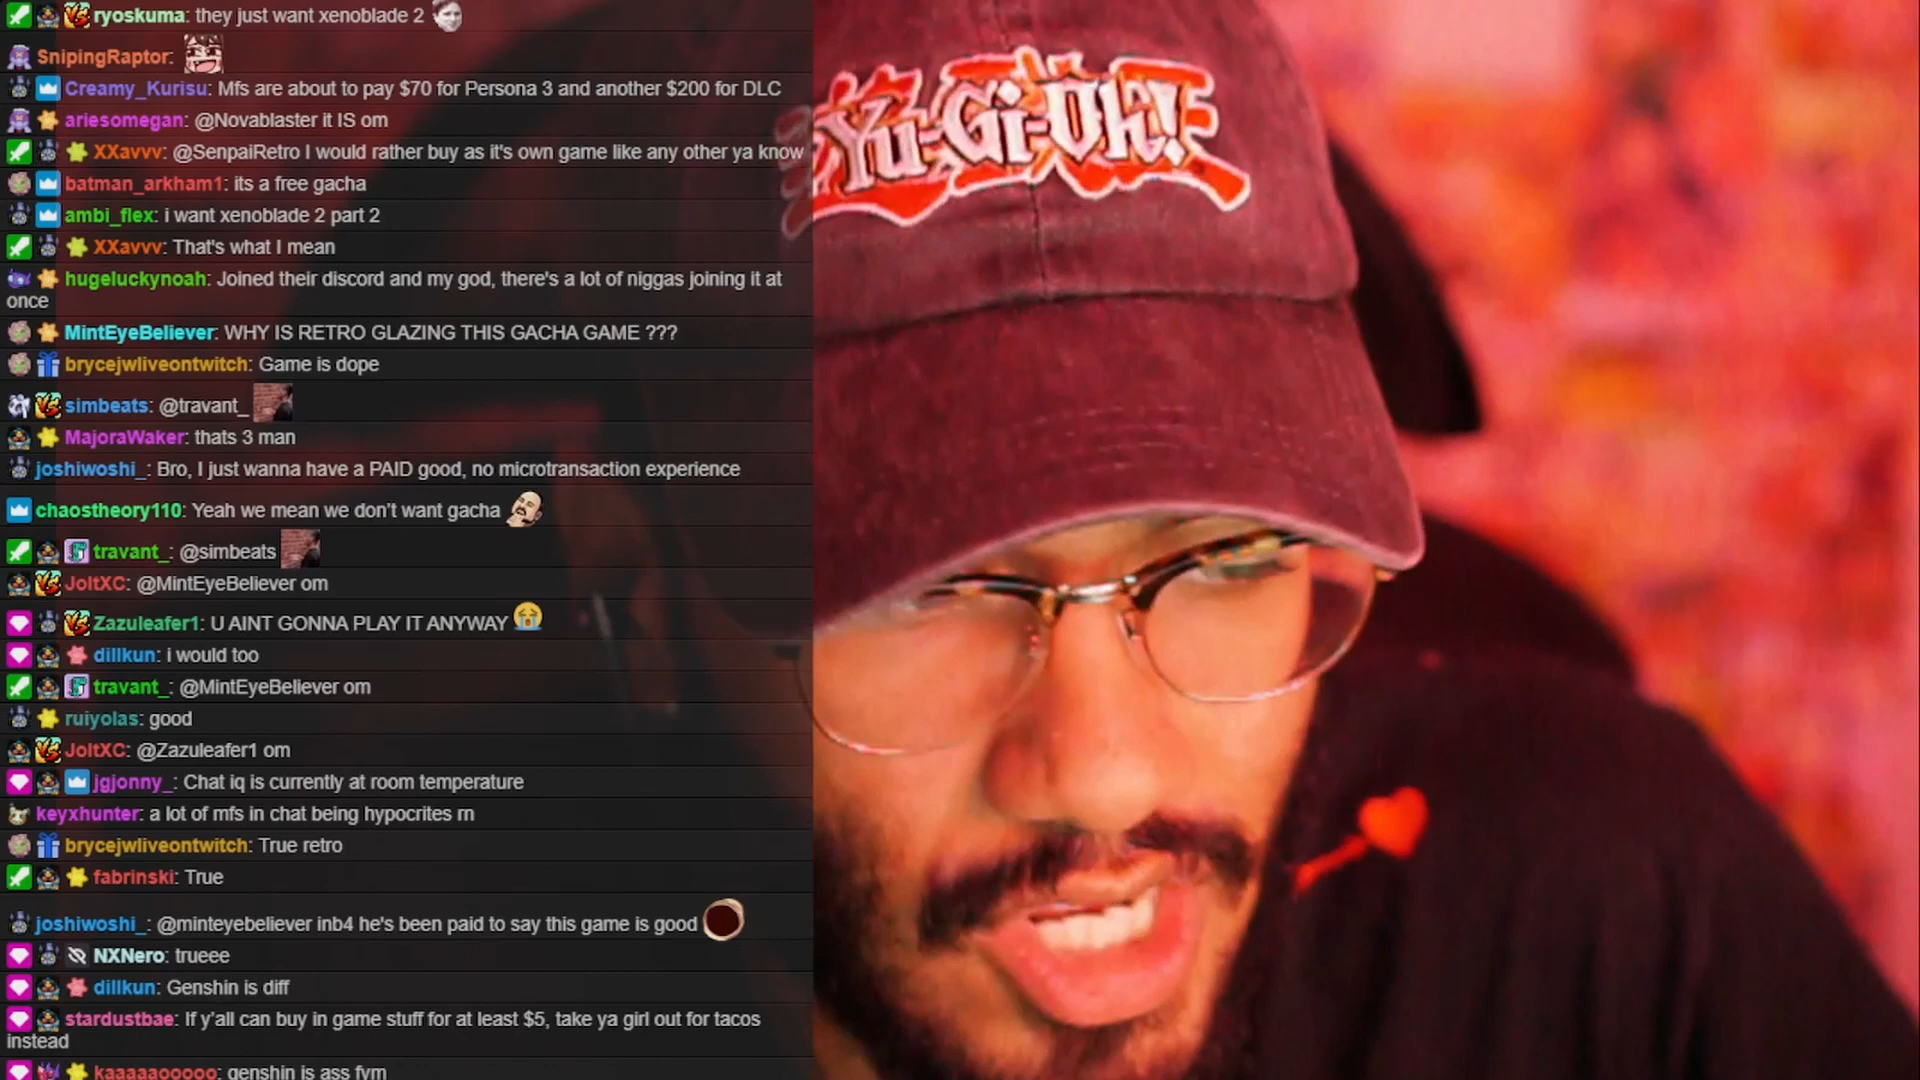 ryoskuma: they just want xenoblade 2
SnipingRaptor:
Creamy_Kurisu: Mfs are about to pay $70 for Persona 3 and another $200 for DLC
ariesomegan: @Novablaster it IS om
XXavvv: @SenpaiRetro I would rather buy as it's own game like any other ya know
batman_arkham1: its a free gacha
ambi_flex: i want xenoblade 2 part 2
XXavvv: That's what I mean
hugeluckynoah: Joined their discord and my god, there's a lot of niggas joining it at
once
MintEyeBeliever: WHY IS RETRO GLAZING THIS GACHA GAME ???
brycejwliveontwitch: Game is dope
simbeats: @travant_
MajoraWaker: thats 3 man
joshiwoshi_: Bro, I just wanna have a PAID good, no microtransaction experience
chaostheory110: Yeah we mean we don't want gacha
travant_: @simbeats
JoltXC: @MintEyeBeliever om
Zazuleafer1: U AINT GONNA PLAY IT ANYWAY
dillkun: i would too
travant_: @MintEyeBeliever om
ruiyolas: good
JoltXC: @Zazuleafer1 om
jgjonny_: Chat iq is currently at room temperature
keyxhunter: a lot of mfs in chat being hypocrites rn
brycejwliveontwitch: True retro
fabrinski: True
joshiwoshi_: @minteyebeliever inb4 he's been paid to say this game is good
NXNero: trueee
dillkun: Genshin is diff
stardustbae: If y'all can buy in game stuff for at least $5, take ya girl out for tacos
instead
kaaaaaooooo: genshin is ass fym
Yu-Gi-Oh!